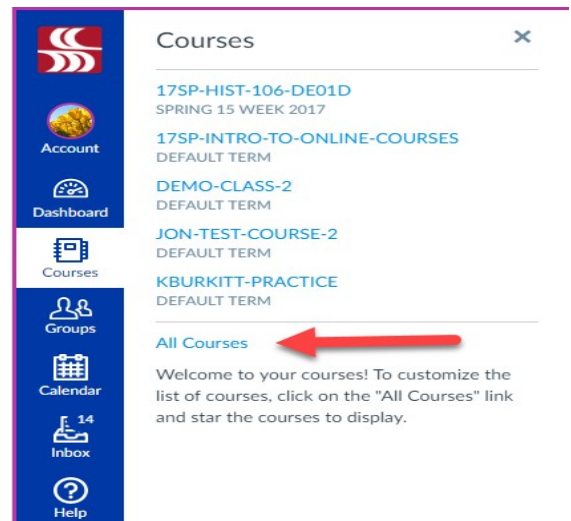 Courses
×
17SP-HIST-106-DE01D
SPRING 15 WEEK 2017
17SP-INTRO-TO-ONLINE-COURSES
DEFAULT TERM
DEMO-CLASS-2
DEFAULT TERM
JON-TEST-COURSE-2
DEFAULT TERM
KBURKITT-PRACTICE
DEFAULT TERM
All Courses
Welcome to your courses! To customize the
list of courses, click on the "All Courses" link
and star the courses to display.
Account
Dashboard
Courses
Groups
Calendar
14
Inbox
Help